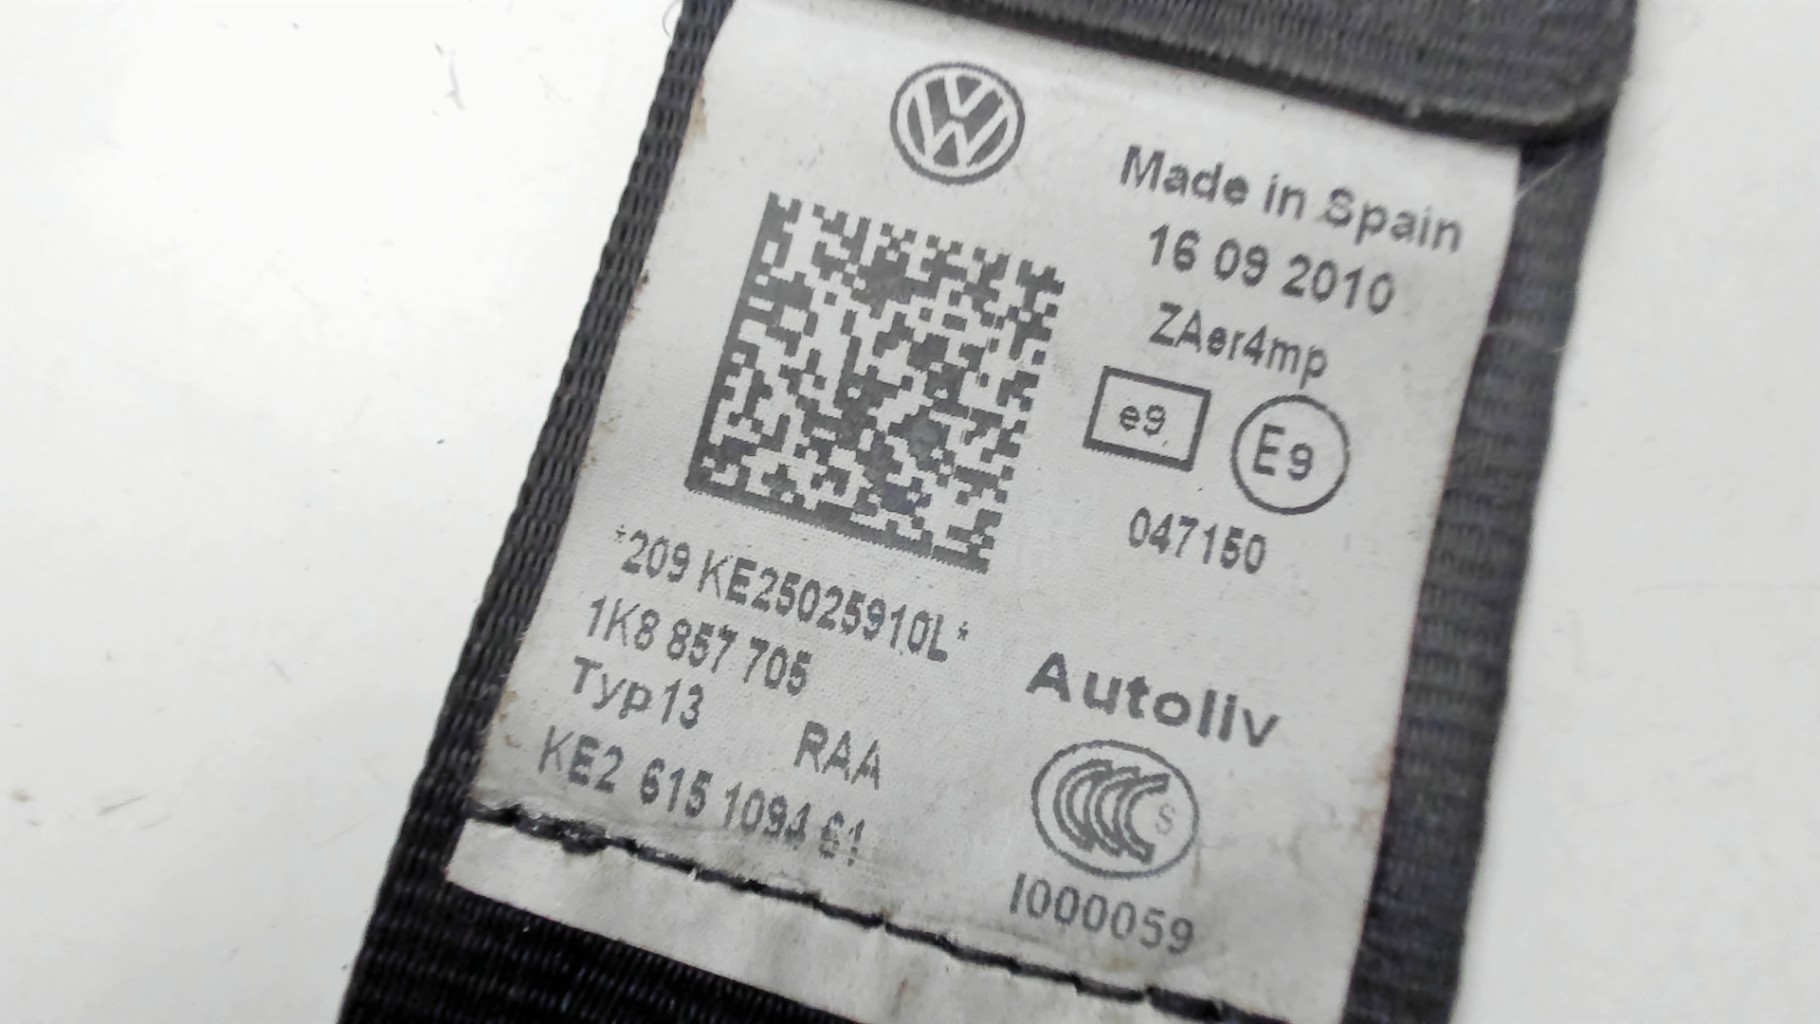 Made in Spain
16 09 2010
ZAer4mp
e9 E9
047150
*209 KE25025910L*
1K8 857 705
Typ13
RAA
KE2 615 1094 61
Autoliv
S
I000059